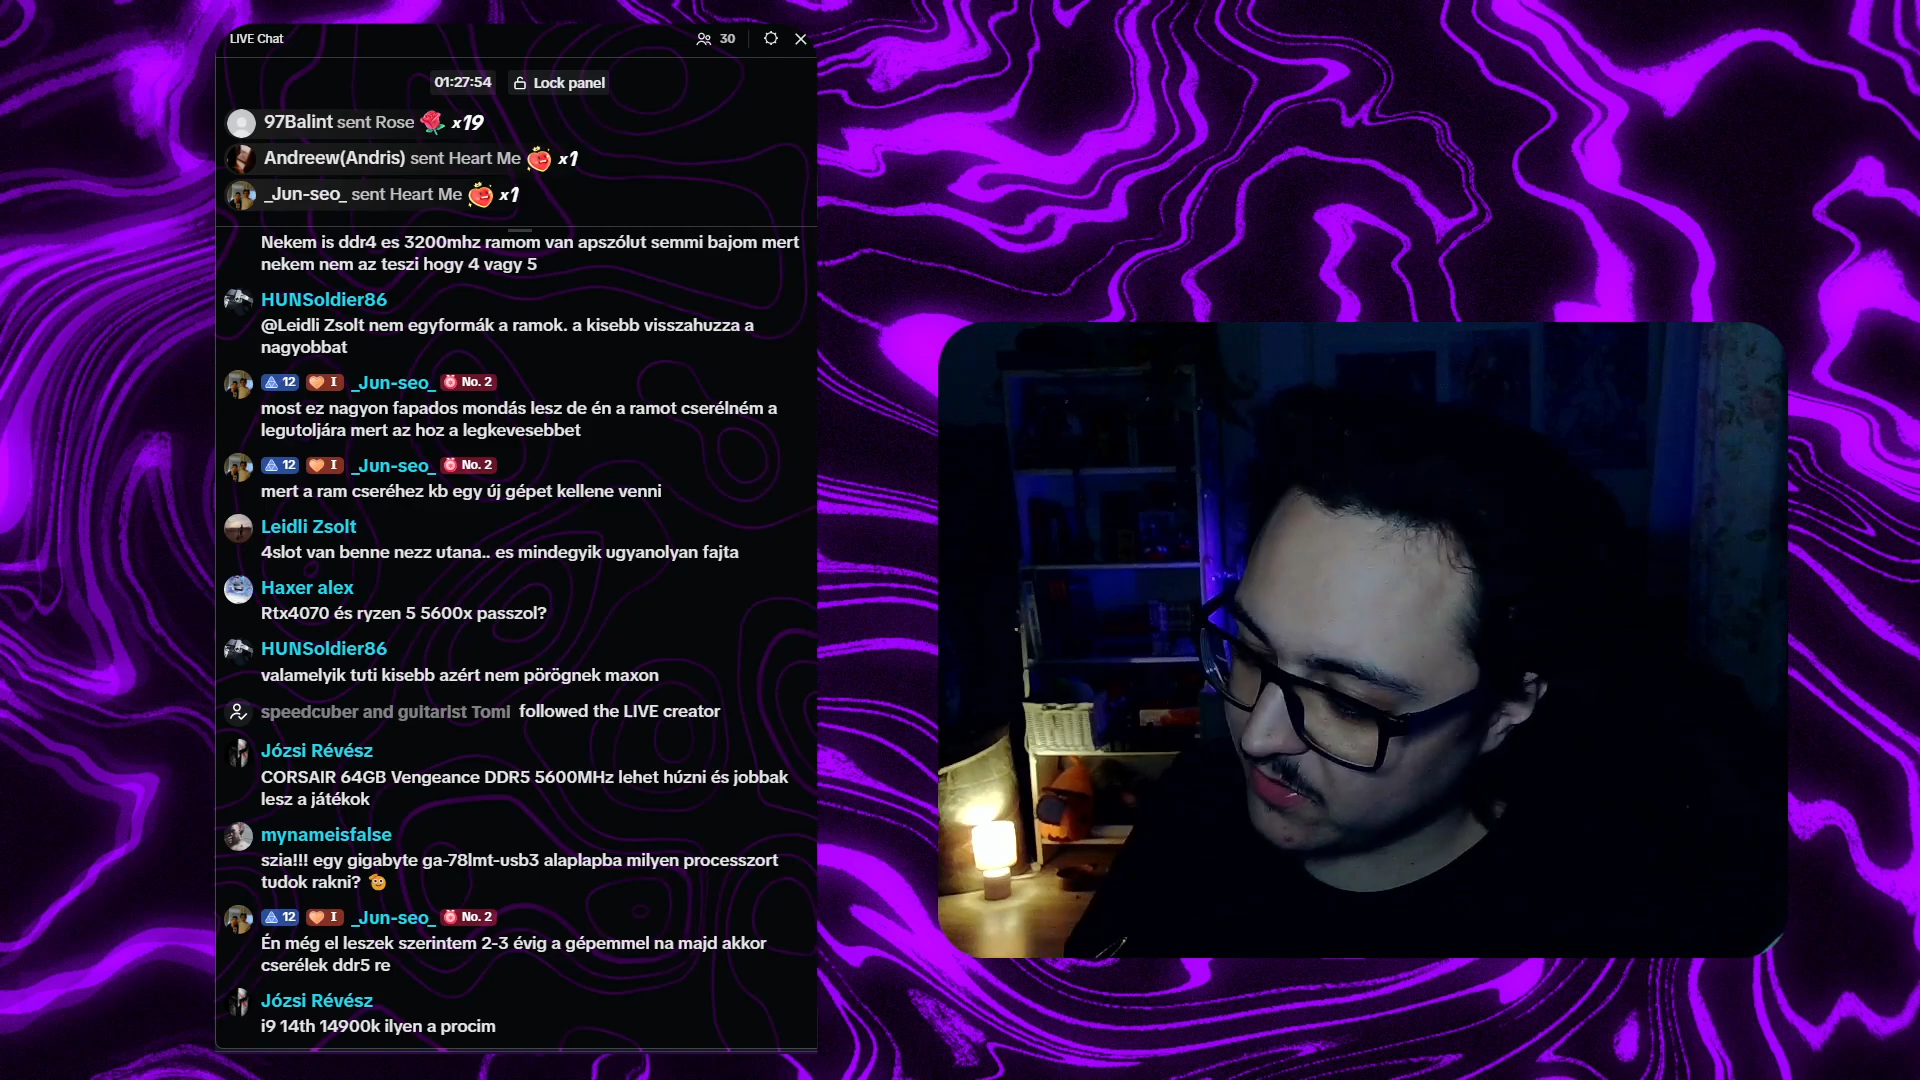 LIVE Chat
30
01:27:54
Lock panel
97Balint sent Rose x19
Andreew(Andris) sent Heart Me x1
_Jun-seo_ sent Heart Me x1
Nekem is ddr4 es 3200mhz ramom van apszólut semmi bajom mert
nekem nem az teszi hogy 4 vagy 5
HUNSoldier86
@Leidli Zsolt nem egyformák a ramok. a kisebb visszahuzza a
nagyobbat
12 I _Jun-seo_ No. 2
most ez nagyon fapados mondás lesz de én a ramot cserélném a
legutoljára mert az hoz a legkevesebbet
12 I _Jun-seo_ No. 2
mert a ram cseréhez kb egy új gépet kellene venni
Leidli Zsolt
4slot van benne nezz utana.. es mindegyik ugyanolyan fajta
Haxer alex
Rtx4070 és ryzen 5 5600x passzol?
HUNSoldier86
valamelyik tuti kisebb azért nem pörögnek maxon
speedcuber and guitarist Tomi followed the LIVE creator
Józsi Révész
CORSAIR 64GB Vengeance DDR5 5600MHz lehet húzni és jobbak
lesz a játékok
mynameisfalse
szia!!! egy gigabyte ga-78lmt-usb3 alaplapba milyen processzort
tudok rakni?
12 I _Jun-seo_ No. 2
Én még el leszek szerintem 2-3 évig a gépemmel na majd akkor
cserélek ddr5 re
Józsi Révész
i9 14th 14900k ilyen a procim